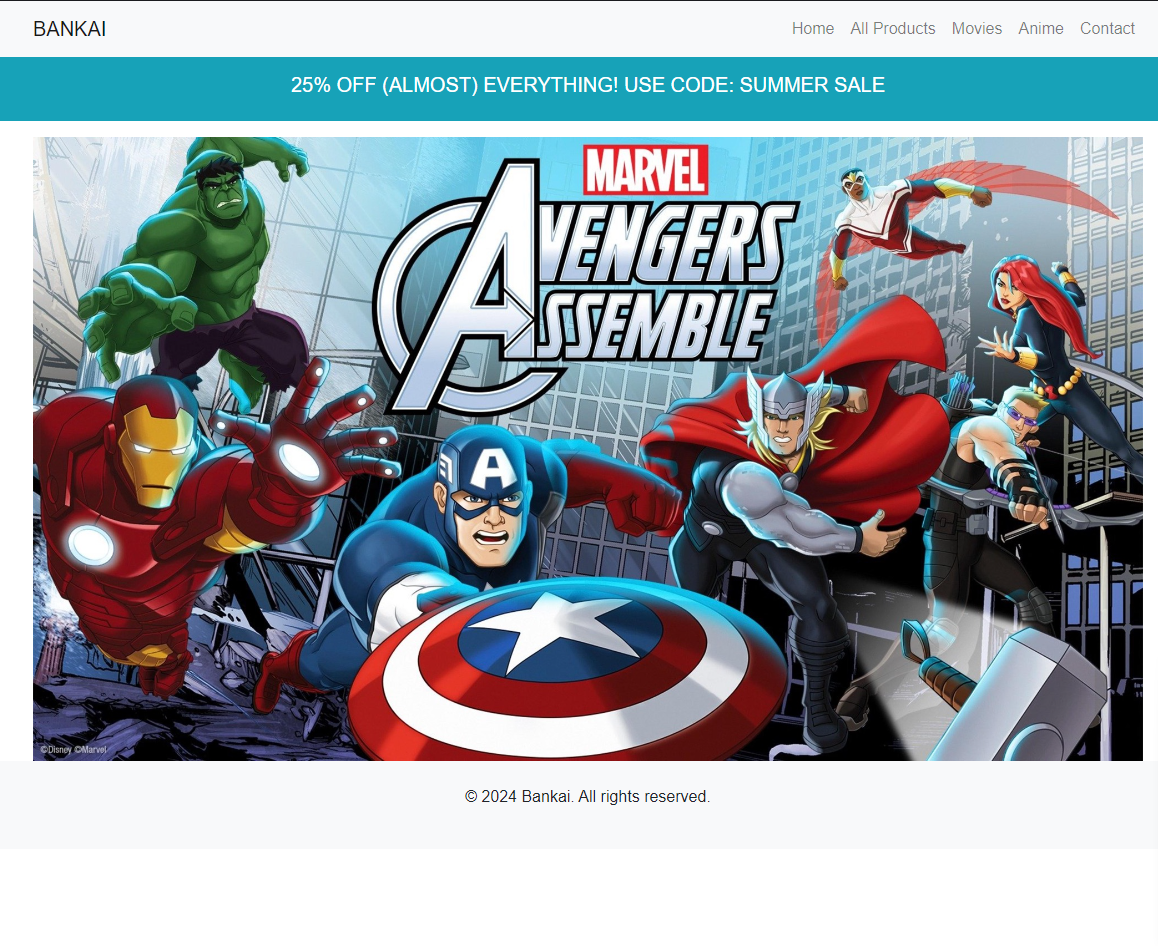 BANKAI
Home All Products Movies Anime Contact
25% OFF (ALMOST) EVERYTHING! USE CODE: SUMMER SALE
MARVEL
AVENGERS
ASSEMBLE
A
©Disney ©Marvel
© 2024 Bankai. All rights reserved.